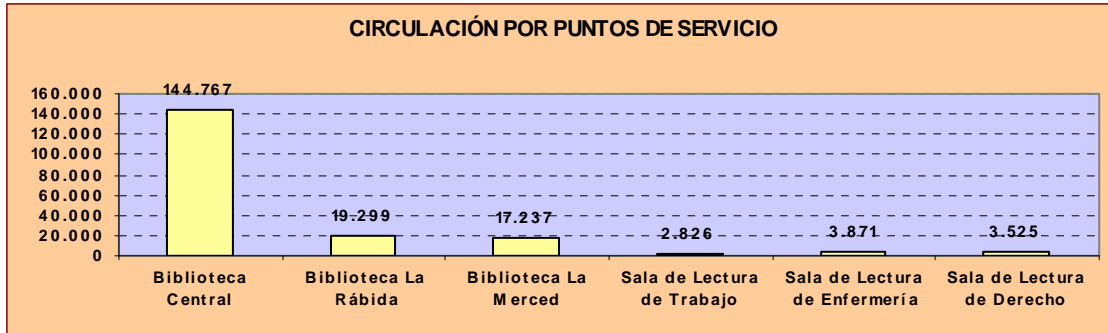 CIRCULACIÓN POR PUNTOS DE SERVICIO
160.000
140.000
120.000
100.000
80.000
60.000
40.000
20.000
0
144.767
19.299
17.237
2.826
3.871
3.525
Biblioteca
Central
Biblioteca La
Rábida
Biblioteca La
Merced
Sala de Lectura
de Trabajo
Sala de Lectura
de Enfermería
Sala de Lectura
de Derecho